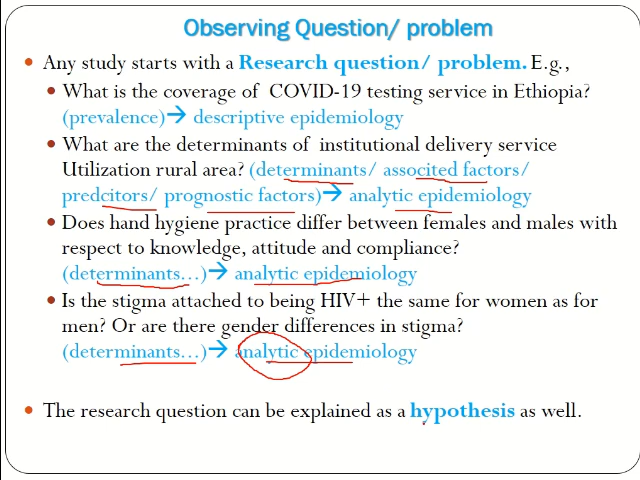 Observing Question/ problem
• Any study starts with a Research question/ problem. E.g.,
• What is the coverage of COVID-19 testing service in Ethiopia?
(prevalence)→ descriptive epidemiology
• What are the determinants of institutional delivery service
Utilization rural area? (determinants/ associted factors/
predcitors/ prognostic factors)→ analytic epidemiology
• Does hand hygiene practice differ between females and males with
respect to knowledge, attitude and compliance?
(determinants...)→ analytic epidemiology
• Is the stigma attached to being HIV+ the same for women as for
men? Or are there gender differences in stigma?
(determinants...)→ analytic epidemiology
• The research question can be explained as a hypothesis as well.